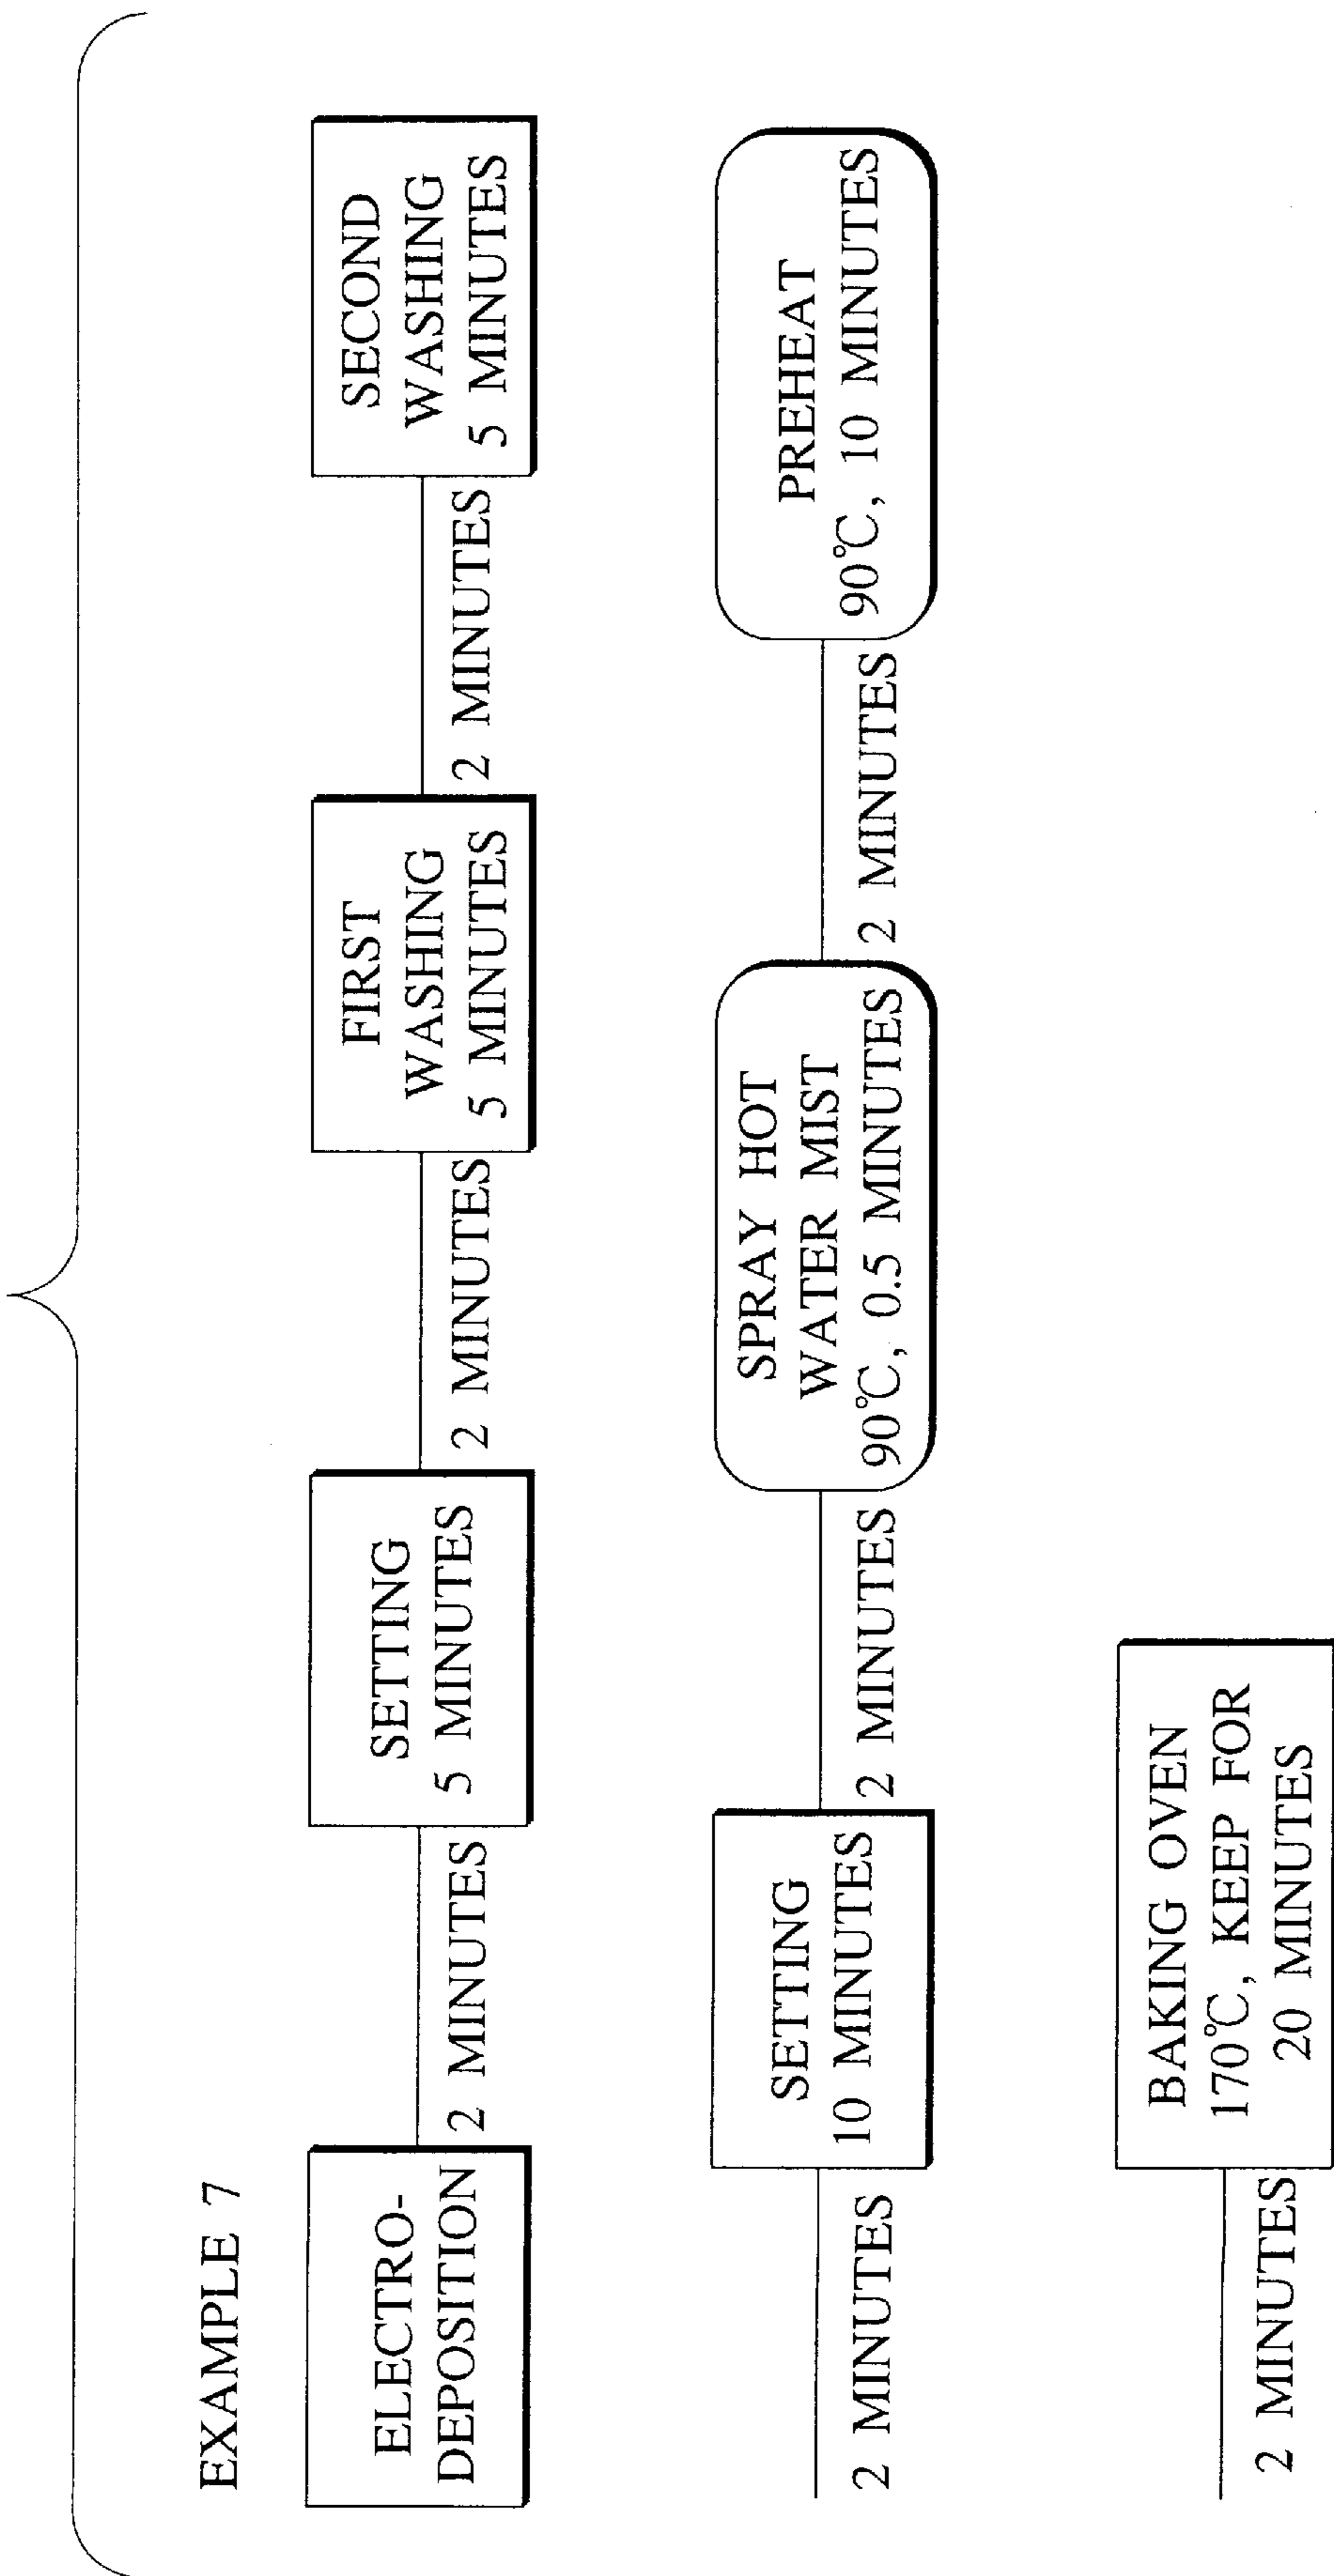 EXAMPLE 7
ELECTRO-
DEPOSITION
2 MINUTES
SETTING
5 MINUTES
2 MINUTES
FIRST
WASHING
5 MINUTES
2 MINUTES
SECOND
WASHING
5 MINUTES
2 MINUTES
SETTING
10 MINUTES
2 MINUTES
SPRAY HOT
WATER MIST
90℃, 0.5 MINUTES
2 MINUTES
PREHEAT
90℃, 10 MINUTES
2 MINUTES
BAKING OVEN
170℃, KEEP FOR
20 MINUTES